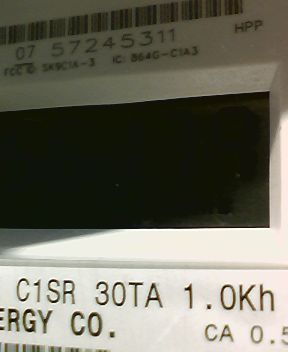 07 57245311 HPP
FCC ID: SK9C1A-3 IC: 864G-C1A3
C1SR 30TA 1.0Kh
ERGY CO.
CA 0.5